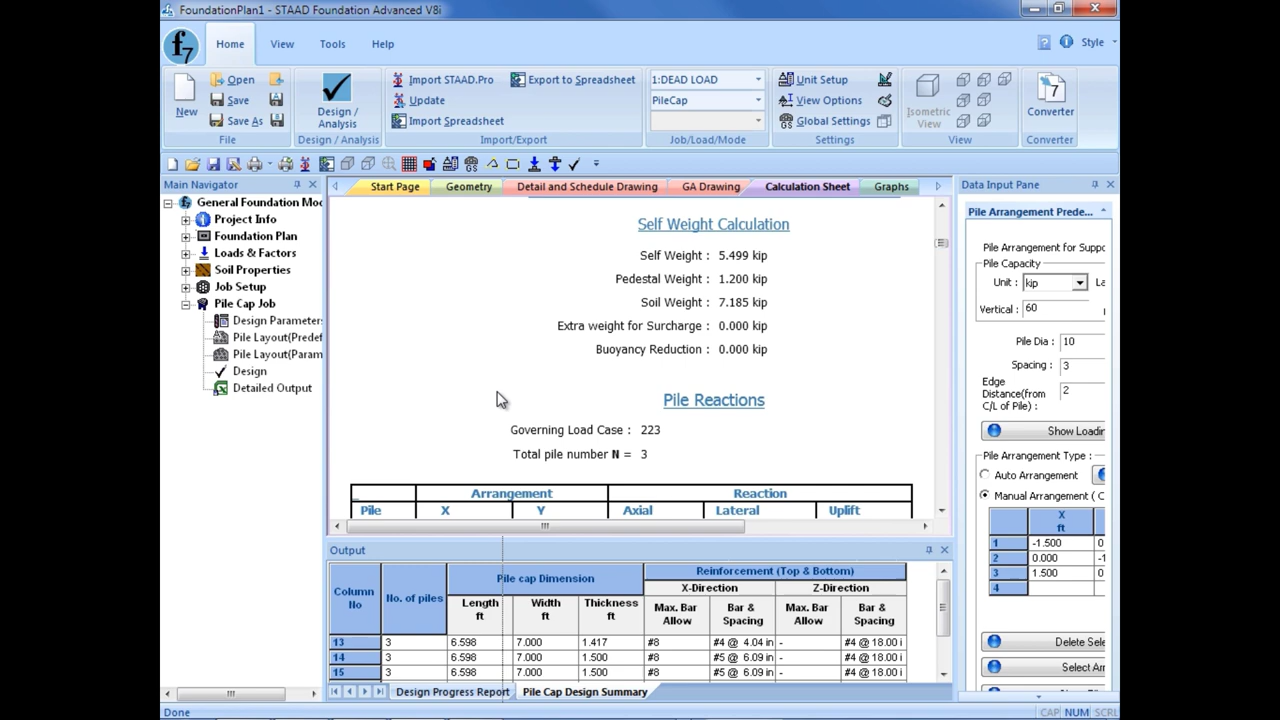 FoundationPlan1 - STAAD Foundation Advanced V8i
Home View Tools Help Style
New
Open
Save
Save As
File
Design /
Analysis
Design / Analysis
Import STAAD.Pro
Update
Import Spreadsheet
Export to Spreadsheet
Import/Export
1:DEAD LOAD
PileCap
Job/Load/Mode
Unit Setup
View Options
Global Settings
Settings
Isometric
View
View
Converter
Converter
Main Navigator
General Foundation Mod
Project Info
Foundation Plan
Loads & Factors
Soil Properties
Job Setup
Pile Cap Job
Design Parameter:
Pile Layout(Predef
Pile Layout(Param
Design
Detailed Output
Start Page Geometry Detail and Schedule Drawing GA Drawing Calculation Sheet Graphs
Self Weight Calculation
Self Weight : 5.499 kip
Pedestal Weight : 1.200 kip
Soil Weight : 7.185 kip
Extra weight for Surcharge : 0.000 kip
Buoyancy Reduction : 0.000 kip
Pile Reactions
Governing Load Case : 223
Total pile number N = 3
Arrangement Reaction
Pile X Y Axial Lateral Uplift
Output
Column
No
No. of piles
Pile cap Dimension
Length
ft
Width
ft
Thickness
ft
Reinforcement (Top & Bottom)
X-Direction Z-Direction
Max. Bar
Allow
Bar &
Spacing
Max. Bar
Allow
Bar &
Spacing
13 3 6.598 7.000 1.417 #8 #4 @ 4.04 in - #4 @ 18.00 i
14 3 6.598 7.000 1.500 #8 #5 @ 6.09 in - #4 @ 18.00 i
15 3 6.598 7.000 1.500 #8 #5 @ 6.09 in - #4 @ 18.00 i
Design Progress Report Pile Cap Design Summary
Data Input Pane
Pile Arrangement Prede...
Pile Arrangement for Suppo
Pile Capacity
Unit : kip La
Vertical : 60
Pile Dia : 10
Spacing : 3
Edge
Distance(from
C/L of Pile) : 2
Show Loadin
Pile Arrangement Type :
Auto Arrangement
Manual Arrangement ( C
X
ft
1 -1.500 0
2 0.000 -1
3 1.500 0
4
Delete Sele
Select Arr
Done
CAP NUM SCRL